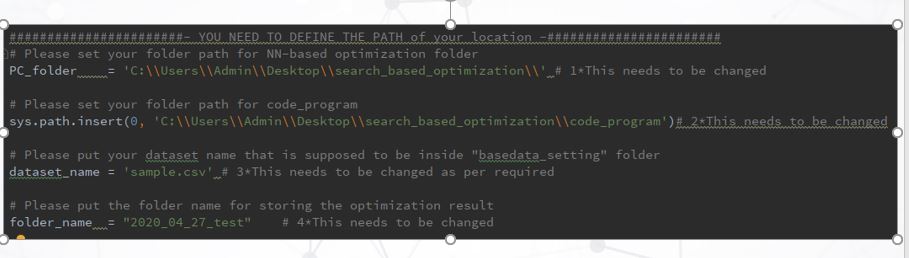 #######################- YOU NEED TO DEFINE THE PATH of your location -#######################
# Please set your folder path for NN-based optimization folder
PC_folder    = 'C:\\Users\\Admin\\Desktop\\search_based_optimization\\' # 1*This needs to be changed
# Please set your folder path for code_program
sys.path.insert(0, 'C:\\Users\\Admin\\Desktop\\search_based_optimization\\code_program')# 2*This needs to be changed
# Please put your dataset name that is supposed to be inside "basedata_setting" folder
dataset_name = 'sample.csv' # 3*This needs to be changed as per required
# Please put the folder name for storing the optimization result
folder_name  = "2020_04_27_test"    # 4*This needs to be changed